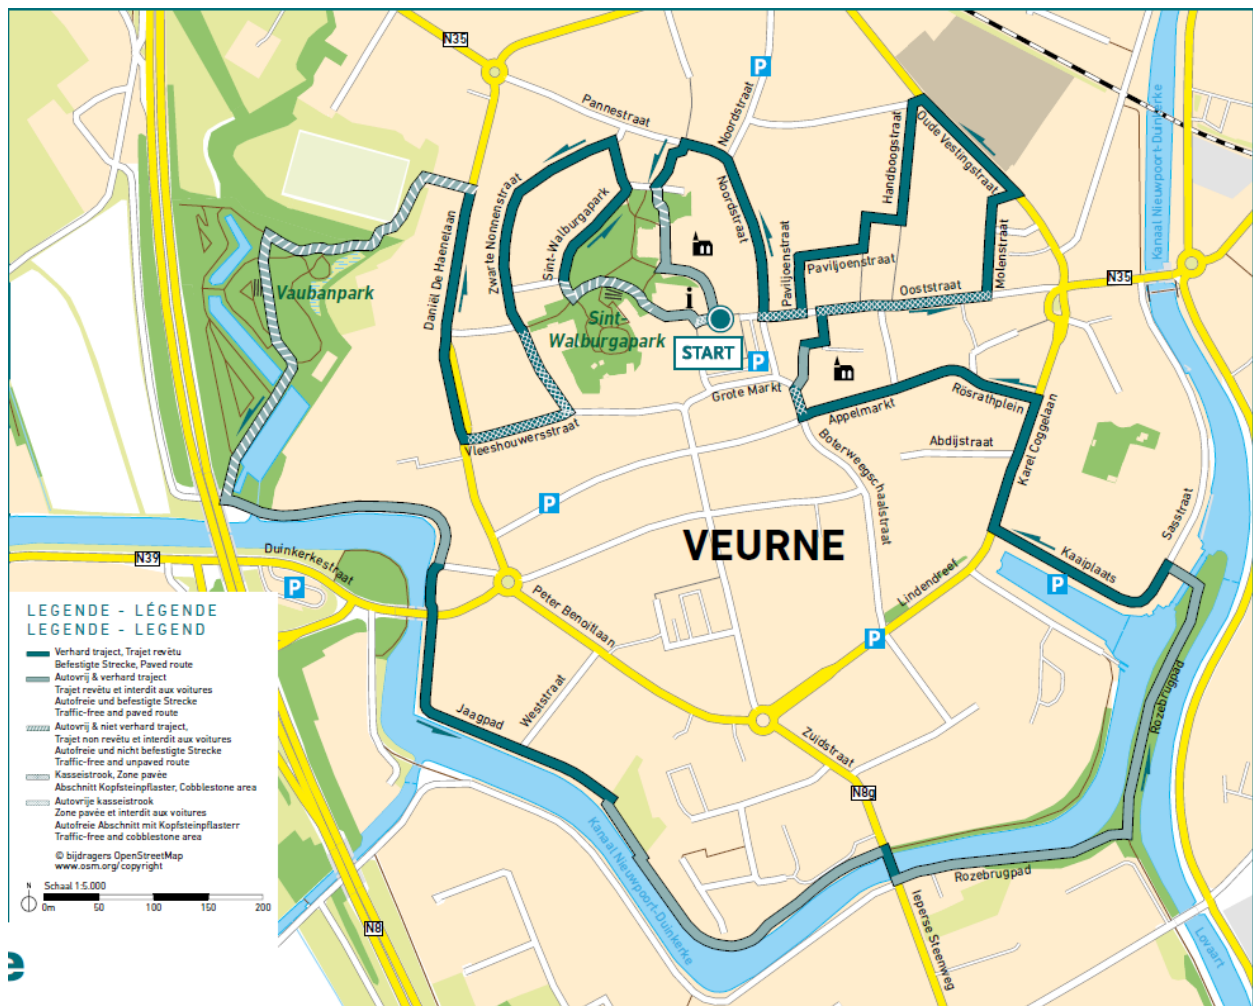 N35
P
Pannestraat
Noordstraat
Oude Vestingstraat
Handboogstraat
Kanaal Nieuwpoort-Duinkerke
Zwarte Nonnenstraat
Sint-Walburgapark
Noordstraat
Daniël De Haenelaan
Paviljoenstraat
Paviljoenstraat
Molenstraat
N35
Vaubanpark
i
Ooststraat
Sint-
Walburgapark
START
P
Grote Markt
Rösrathplein
Appelmarkt
Vleeshouwersstraat
Karel Coggelaan
Boterweegschaalstraat
Abdijstraat
P
Sasstraat
VEURNE
N39
Duinkerkestraat
P
Kaaiplaats
P
Lindendreef
Peter Benoitlaan
P
LEGENDE - LÉGENDE
LEGENDE - LEGEND
Verhard traject, Trajet revêtu
Befestigte Strecke, Paved route
Autovrij & verhard traject
Trajet revêtu et interdit aux voitures
Autofreie und befestigte Strecke
Traffic-free and paved route
Autovrij & niet verhard traject,
Trajet non revêtu et interdit aux voitures
Autofreie und nicht befestigte Strecke
Traffic-free and unpaved route
Kasseistrook, Zone pavée
Abschnitt Kopfsteinpflaster, Cobblestone area
Autovrije kasseistrook
Zone pavée et interdit aux voitures
Autofreie Abschnitt mit Kopfsteinpflasterr
Traffic-free and cobblestone area
© bijdragers OpenStreetMap
www.osm.org/copyright
N
Schaal 1:5.000
0m 50 100 150 200
Jaagpad
Weststraat
Rozebrugpad
Zuidstraat
N8g
Kanaal Nieuwpoort-Duinkerke
Rozebrugpad
Ieperse Steenweg
N8
Lovaart
e